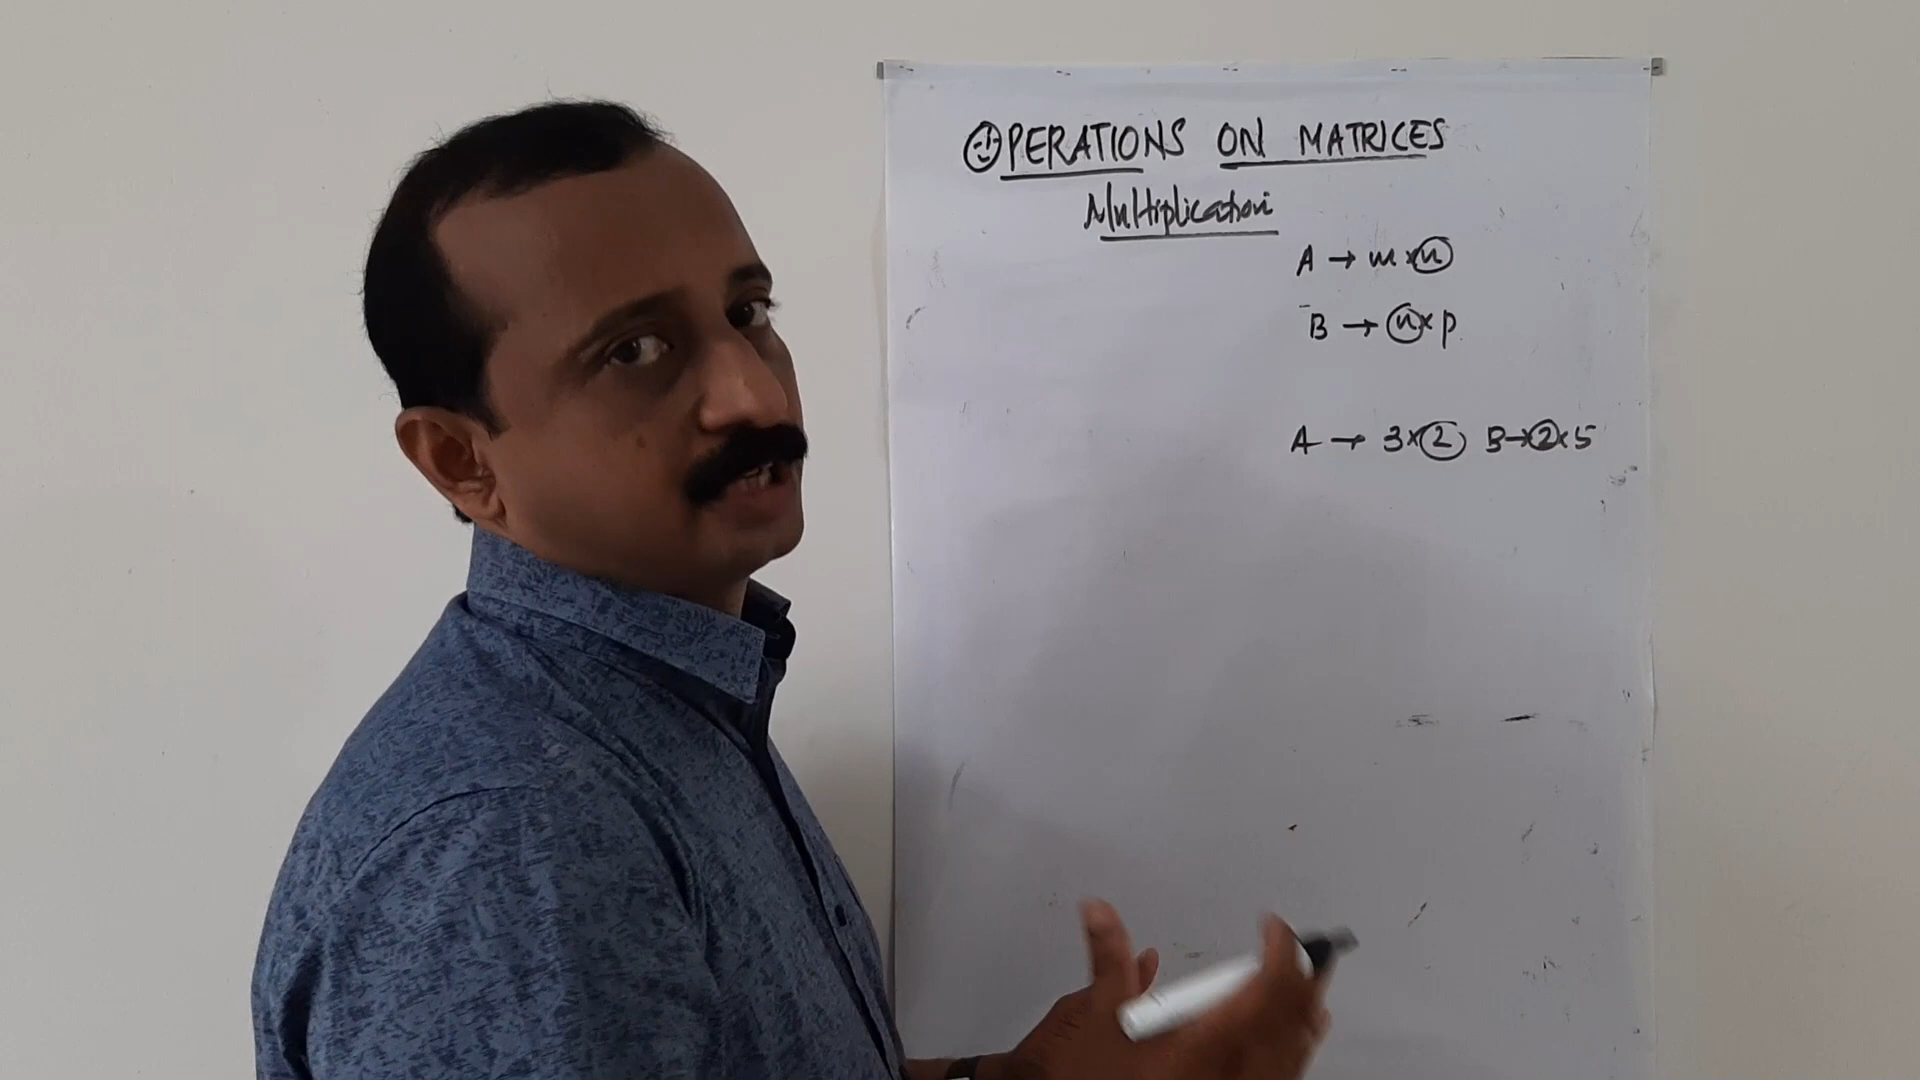 OPERATIONS ON MATRICES
Multiplication
A → m×n
B → n×p
A → 3×2 B→2×5